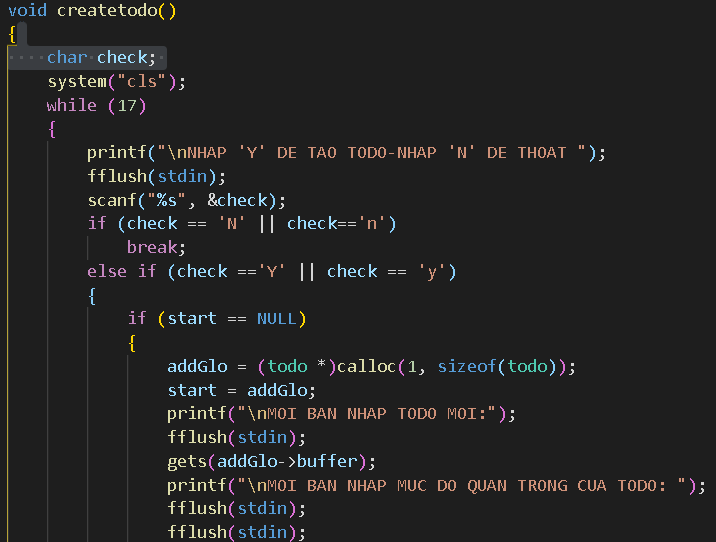 void createtodo()
{
    char check;
    system("cls");
    while (17)
    {
        printf("\nNHAP 'Y' DE TAO TODO-NHAP 'N' DE THOAT ");
        fflush(stdin);
        scanf("%s", &check);
        if (check == 'N' || check=='n')
            break;
        else if (check =='Y' || check == 'y')
        {
            if (start == NULL)
            {
                addGlo = (todo *)calloc(1, sizeof(todo));
                start = addGlo;
                printf("\nMOI BAN NHAP TODO MOI:");
                fflush(stdin);
                gets(addGlo->buffer);
                printf("\nMOI BAN NHAP MUC DO QUAN TRONG CUA TODO: ");
                fflush(stdin);
                fflush(stdin);